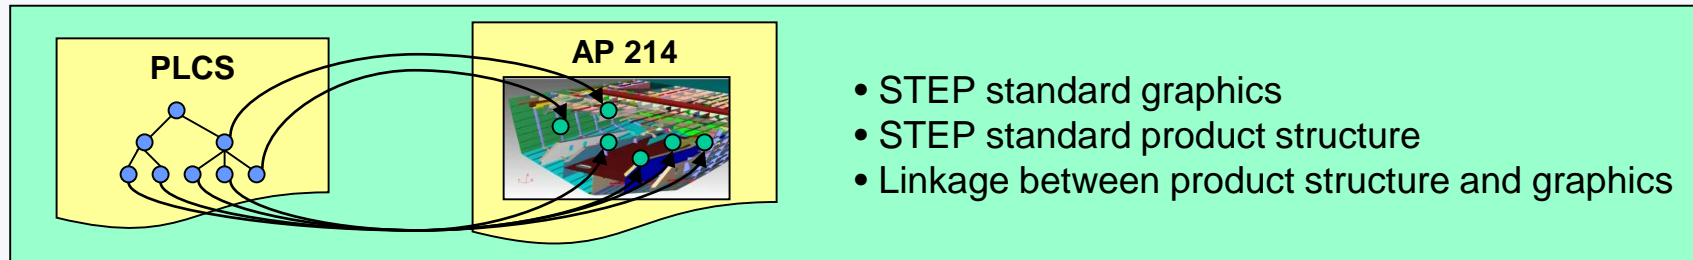 PLCS
AP 214
• STEP standard graphics
• STEP standard product structure
• Linkage between product structure and graphics